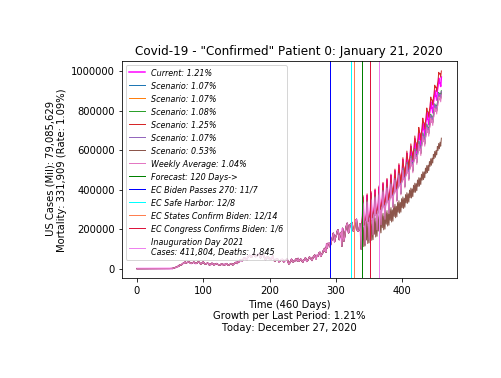 Covid-19 - "Confirmed" Patient 0: January 21, 2020
US Cases (Mil): 79,085,629
Mortality: 331,909 (Rate: 1.09%)
1000000
800000
600000
400000
200000
0
Current: 1.21%
Scenario: 1.07%
Scenario: 1.07%
Scenario: 1.08%
Scenario: 1.25%
Scenario: 1.07%
Scenario: 0.53%
Weekly Average: 1.04%
Forecast: 120 Days->
EC Biden Passes 270: 11/7
EC Safe Harbor: 12/8
EC States Confirm Biden: 12/14
EC Congress Confirms Biden: 1/6
Inauguration Day 2021
Cases: 411,804, Deaths: 1,845
0 100 200 300 400
Time (460 Days)
Growth per Last Period: 1.21%
Today: December 27, 2020